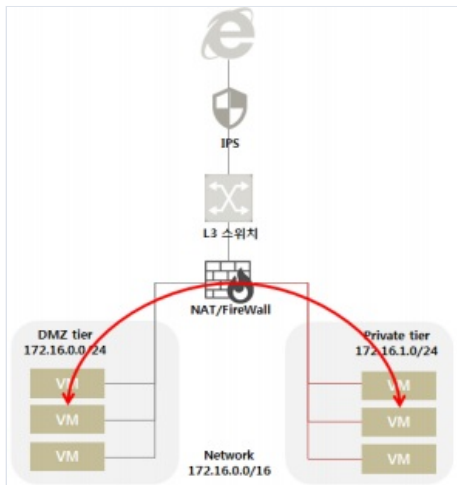 IPS
L3 스위치
NAT/FireWall
DMZ tier
172.16.0.0/24
VM
VM
VM
Private tier
172.16.1.0/24
VM
VM
VM
Network
172.16.0.0/16